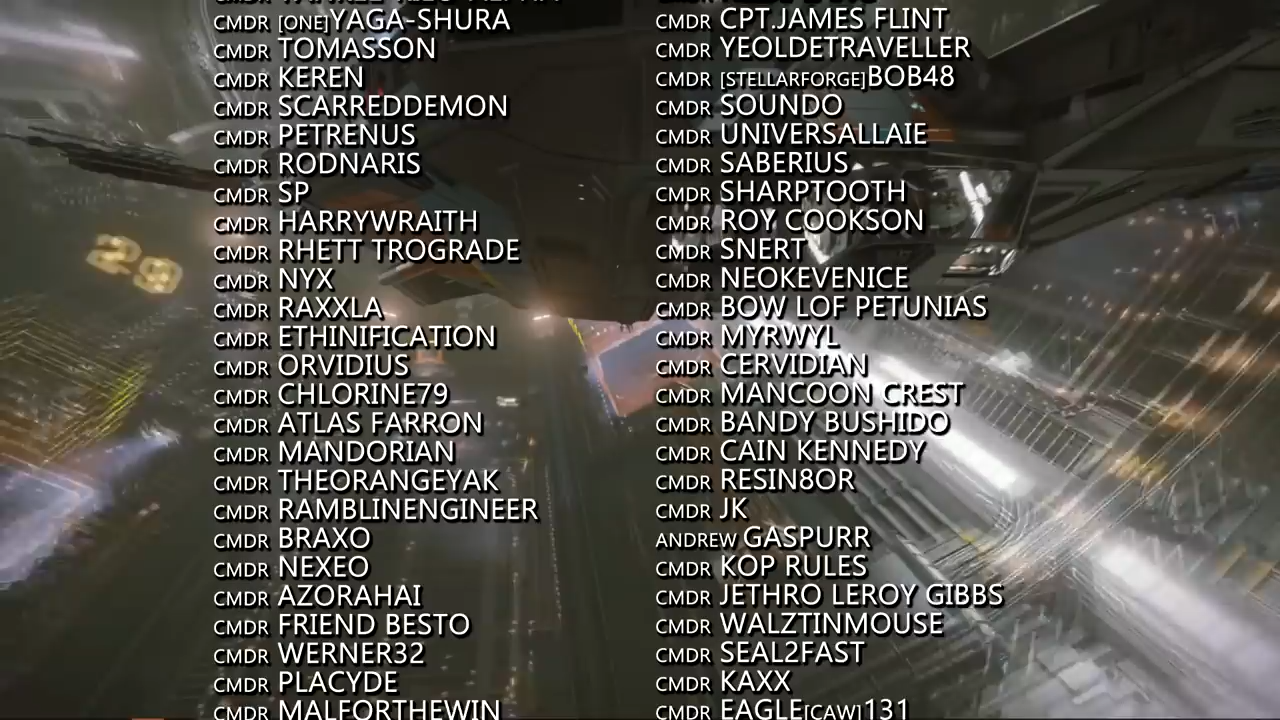 CMDR [ONE]YAGA-SHURA
CMDR TOMASSON
CMDR KEREN
CMDR SCARREDDEMON
CMDR PETRENUS
CMDR RODNARIS
CMDR SP
CMDR HARRYWRAITH
CMDR RHETT TROGRADE
CMDR NYX
CMDR RAXXLA
CMDR ETHINIFICATION
CMDR ORVIDIUS
CMDR CHLORINE79
CMDR ATLAS FARRON
CMDR MANDORIAN
CMDR THEORANGEYAK
CMDR RAMBLINENGINEER
CMDR BRAXO
CMDR NEXEO
CMDR AZORAHAI
CMDR FRIEND BESTO
CMDR WERNER32
CMDR PLACYDE
CMDR MALFORTHEWIN
CMDR CPT.JAMES FLINT
CMDR YEOLDETRAVELLER
CMDR [STELLARFORGE]BOB48
CMDR SOUNDO
CMDR UNIVERSALLAIE
CMDR SABERIUS
CMDR SHARPTOOTH
CMDR ROY COOKSON
CMDR SNERT
CMDR NEOKEVENICE
CMDR BOW LOF PETUNIAS
CMDR MYRWYL
CMDR CERVIDIAN
CMDR MANCOON CREST
CMDR BANDY BUSHIDO
CMDR CAIN KENNEDY
CMDR RESIN8OR
CMDR JK
ANDREW GASPURR
CMDR KOP RULES
CMDR JETHRO LEROY GIBBS
CMDR WALZTINMOUSE
CMDR SEAL2FAST
CMDR KAXX
CMDR EAGLE[CAW]131
29